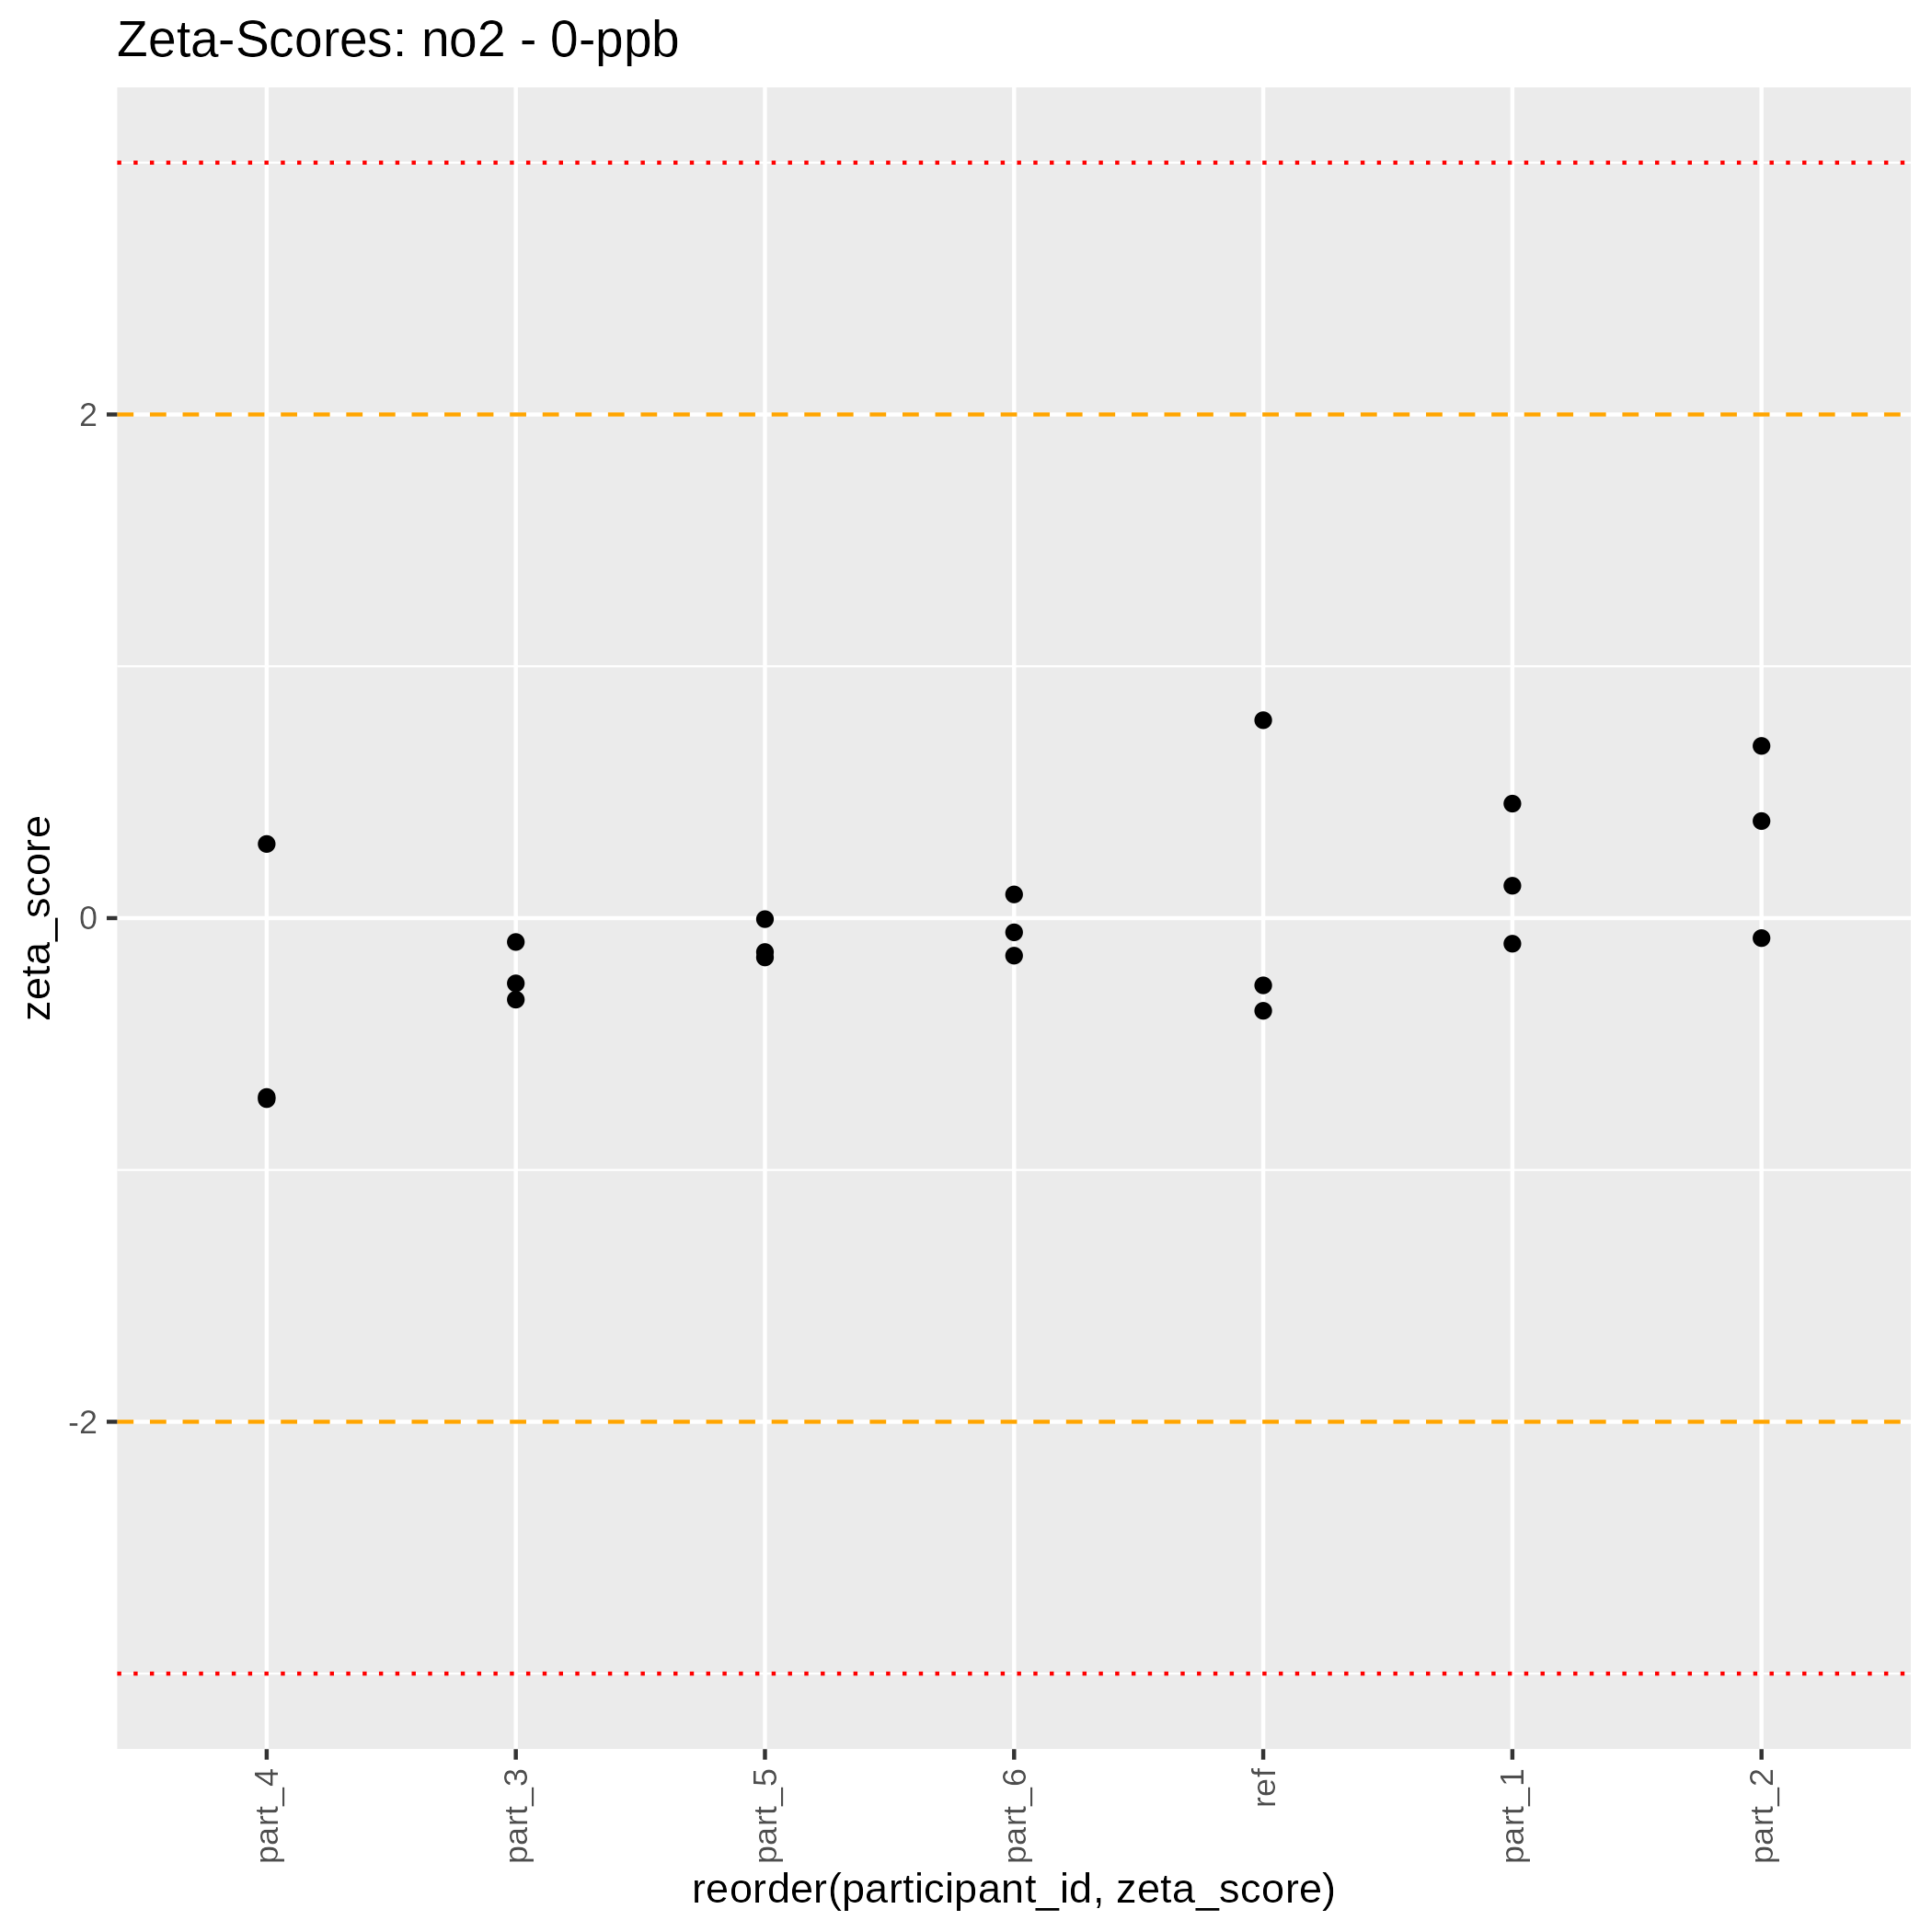 Zeta-Scores: no2 - 0-ppb
zeta_score
2
0
-2
part_4
part_3
part_5
part_6
ref
part_1
part_2
reorder(participant_id, zeta_score)